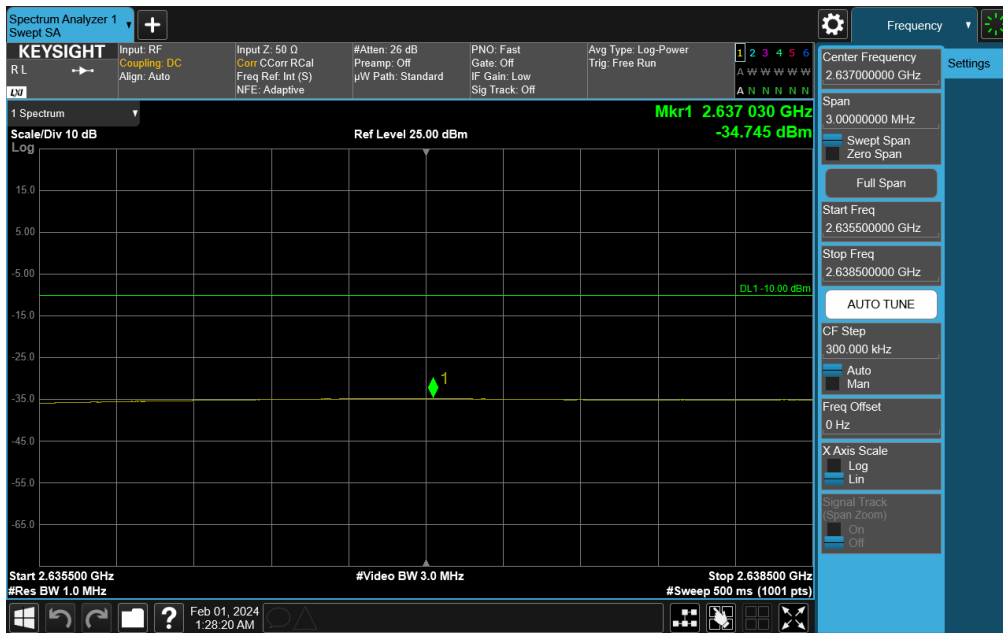 Spectrum Analyzer 1
Swept SA
+
Frequency
KEYSIGHT
R L
LXI
Input: RF
Coupling: DC
Align: Auto
Input Z: 50 Ω
Corr CCorr RCal
Freq Ref: Int (S)
NFE: Adaptive
#Atten: 26 dB
Preamp: Off
µW Path: Standard
PNO: Fast
Gate: Off
IF Gain: Low
Sig Track: Off
Avg Type: Log-Power
Trig: Free Run
1 2 3 4 5 6
A W W W W W
A N N N N N
1 Spectrum
Mkr1 2.637 030 GHz
-34.745 dBm
Scale/Div 10 dB
Ref Level 25.00 dBm
Log
15.0
5.00
-5.00
DL1 -10.00 dBm
-15.0
-25.0
1
-35.0
-45.0
-55.0
-65.0
Start 2.635500 GHz
#Video BW 3.0 MHz
Stop 2.638500 GHz
#Res BW 1.0 MHz
#Sweep 500 ms (1001 pts)
?
Feb 01, 2024
1:28:20 AM
Center Frequency
2.637000000 GHz
Settings
Span
3.00000000 MHz
Swept Span
Zero Span
Full Span
Start Freq
2.635500000 GHz
Stop Freq
2.638500000 GHz
AUTO TUNE
CF Step
300.000 kHz
Auto
Man
Freq Offset
0 Hz
X Axis Scale
Log
Lin
Signal Track
(Span Zoom)
On
Off